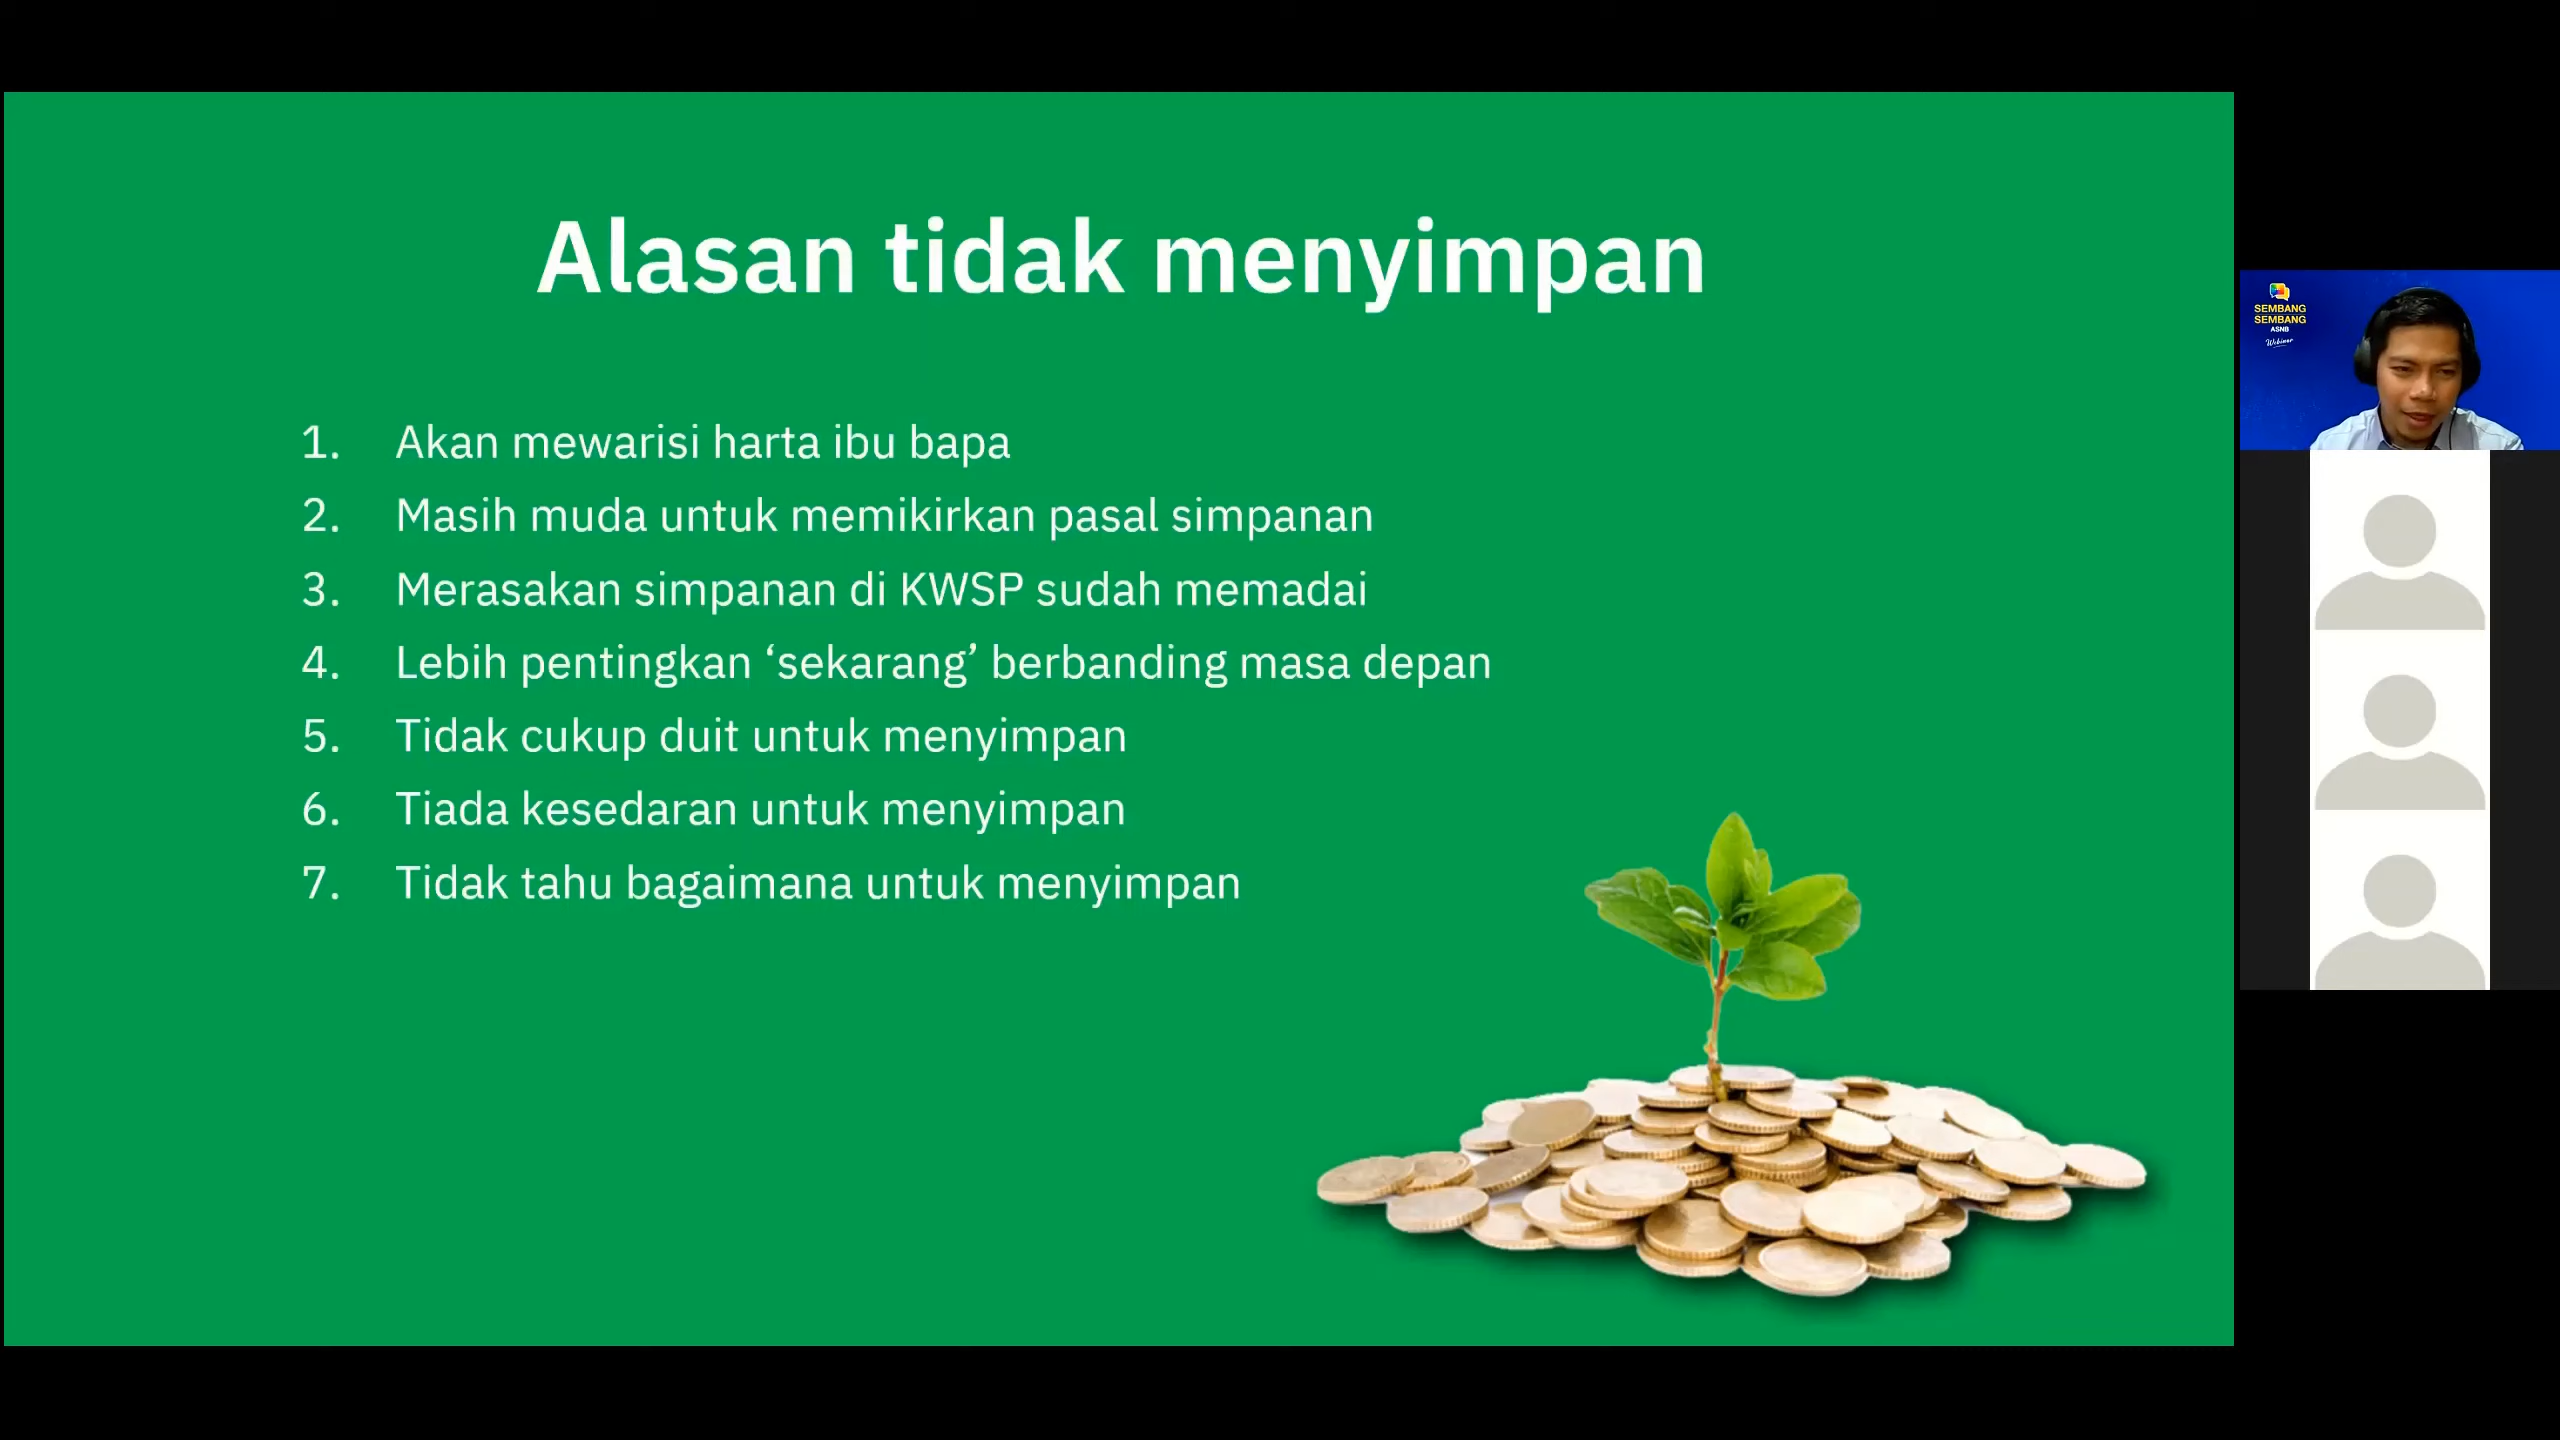 Alasan tidak menyimpan
1. Akan mewarisi harta ibu bapa
2. Masih muda untuk memikirkan pasal simpanan
3. Merasakan simpanan di KWSP sudah memadai
4. Lebih pentingkan ‘sekarang’ berbanding masa depan
5. Tidak cukup duit untuk menyimpan
6. Tiada kesedaran untuk menyimpan
7. Tidak tahu bagaimana untuk menyimpan
SEMBANG
SEMBANG
ASNB
Webinar